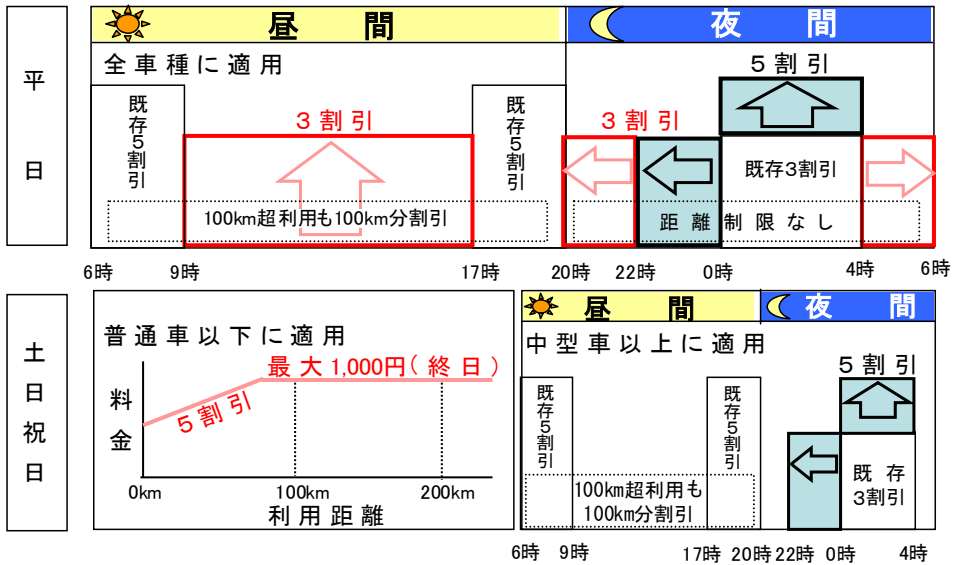 平日
昼間
夜間
全車種に適用
5割引
既存5割引
3割引
既存5割引
3割引
既存3割引
100km超利用も100km分割引
距離制限なし
6時
9時
17時
20時
22時
0時
4時
6時
土日祝日
普通車以下に適用
最大1,000円(終日)
料金
5割引
0km
100km
200km
利用距離
昼間
夜間
中型車以上に適用
5割引
既存5割引
既存5割引
既存
3割引
100km超利用も
100km分割引
6時
9時
17時
20時
22時
0時
4時